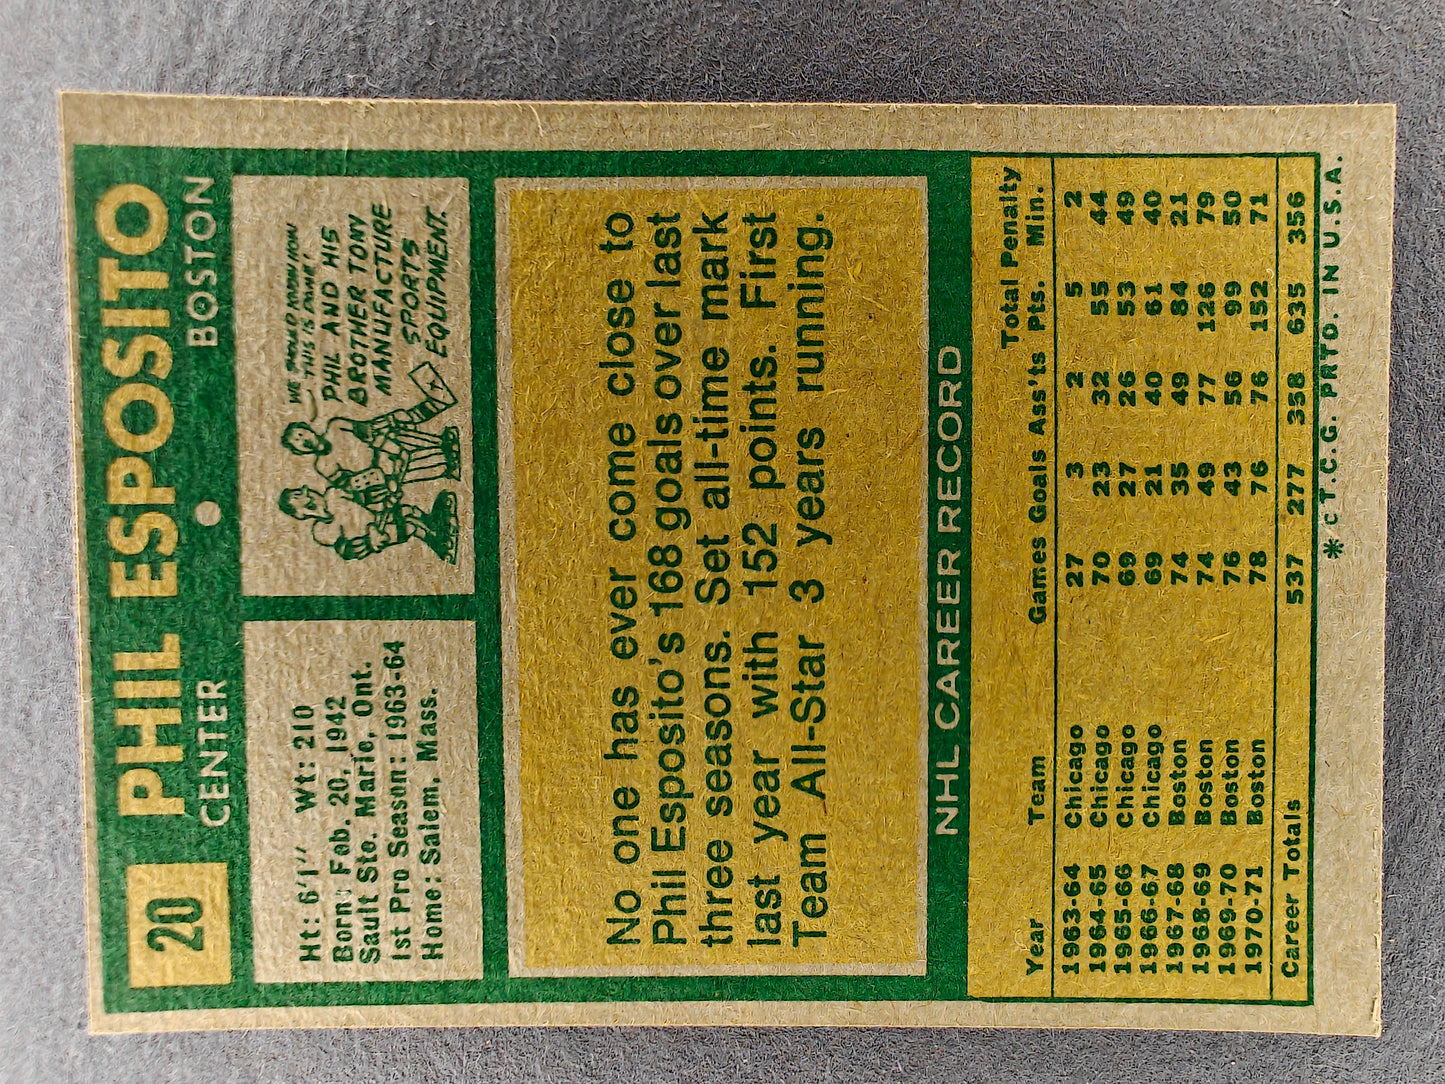 20 PHIL ESPOSITO
CENTER • BOSTON
Ht: 6'1" Wt: 210
Born: Feb. 20, 1942
Sault Ste. Marie, Ont.
1st Pro Season: 1963-64
Home: Salem, Mass.
WE
THIS IS
PHIL AND HIS
BROTHER TONY
MANUFACTURE
SPORTS
EQUIPMENT.
No one has ever come close to
Phil Esposito's 168 goals over last
three seasons. Set all-time mark
last year with 152 points. First
Team All-Star 3 years running.
NHL CAREER RECORD
Total Penalty
Year Team Games Goals Ass'ts Pts. Min.
1963-64 Chicago 27 3 2 5 2
1964-65 Chicago 70 23 32 55 44
1965-66 Chicago 69 27 26 53 49
1966-67 Chicago 69 21 40 61 40
1967-68 Boston 74 35 49 84 21
1968-69 Boston 74 49 77 126 79
1969-70 Boston 76 43 56 99 50
1970-71 Boston 78 76 76 152 71
Career Totals 537 277 358 635 356
* c T.C.G. PRTD. IN U.S.A.